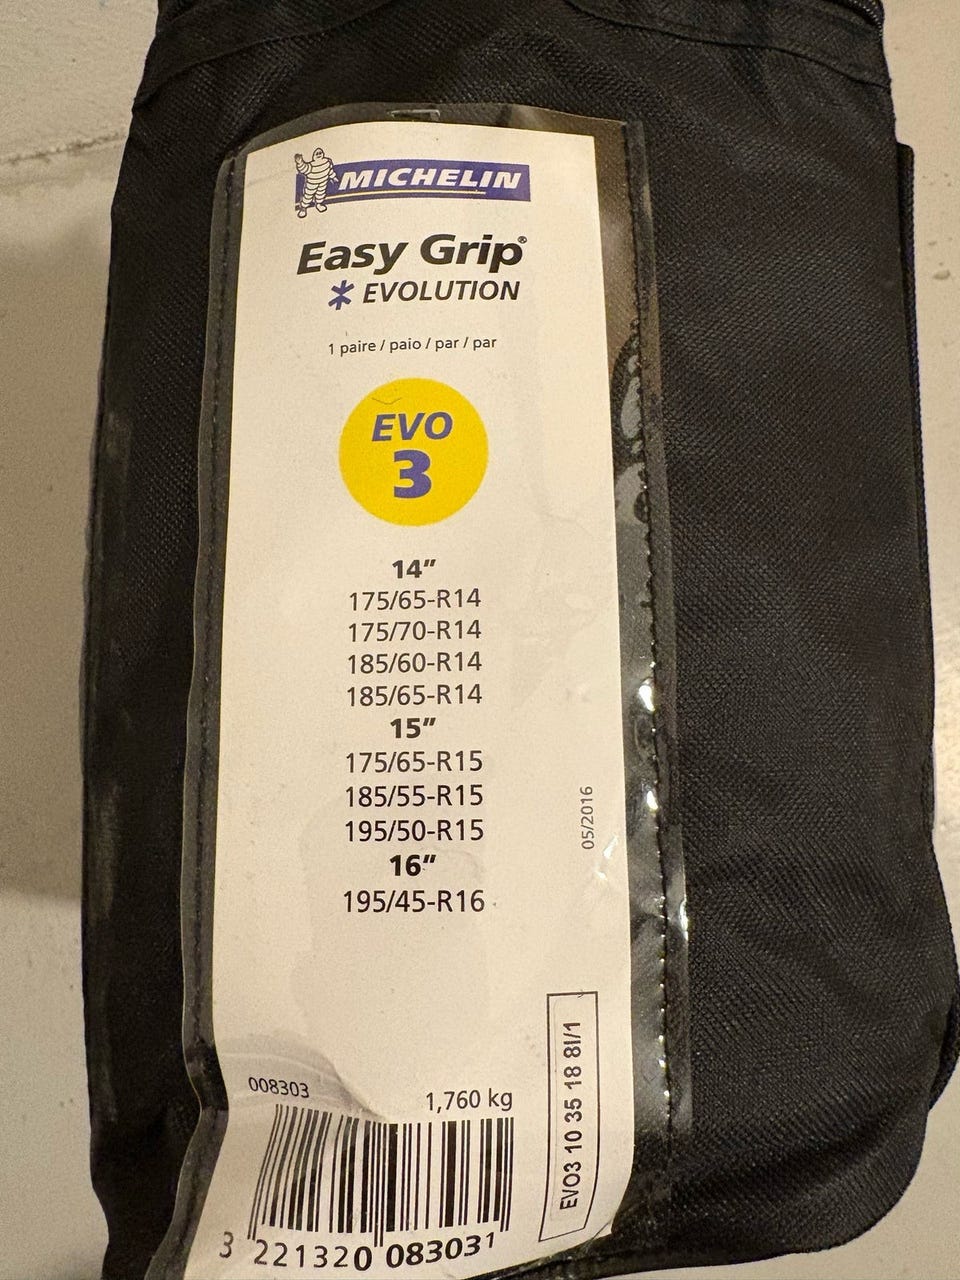 MICHELIN
Easy Grip®
* EVOLUTION
1 paire / paio / par / par
EVO
3
14”
175/65-R14
175/70-R14
185/60-R14
185/65-R14
15”
175/65-R15
185/55-R15
195/50-R15
16”
195/45-R16
05/2016
EVO3 10 35 18 8I/1
008303
1,760 kg
3 221320 083031